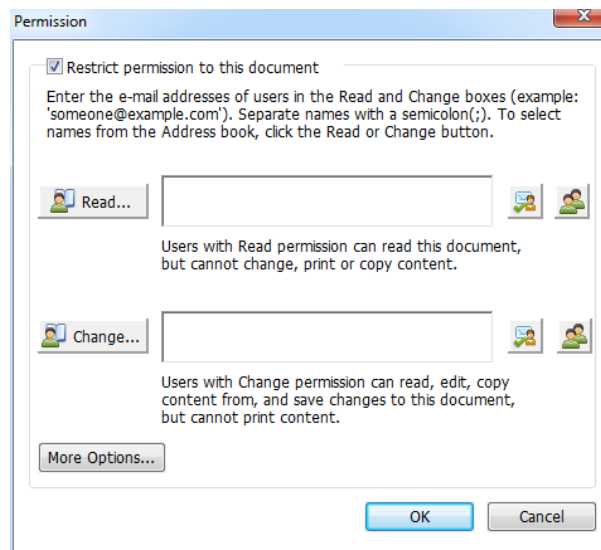 Permission
Restrict permission to this document
Enter the e-mail addresses of users in the Read and Change boxes (example:
'someone@example.com'). Separate names with a semicolon(;). To select
names from the Address book, click the Read or Change button.
Read...
Users with Read permission can read this document,
but cannot change, print or copy content.
Change...
Users with Change permission can read, edit, copy
content from, and save changes to this document,
but cannot print content.
More Options...
OK Cancel